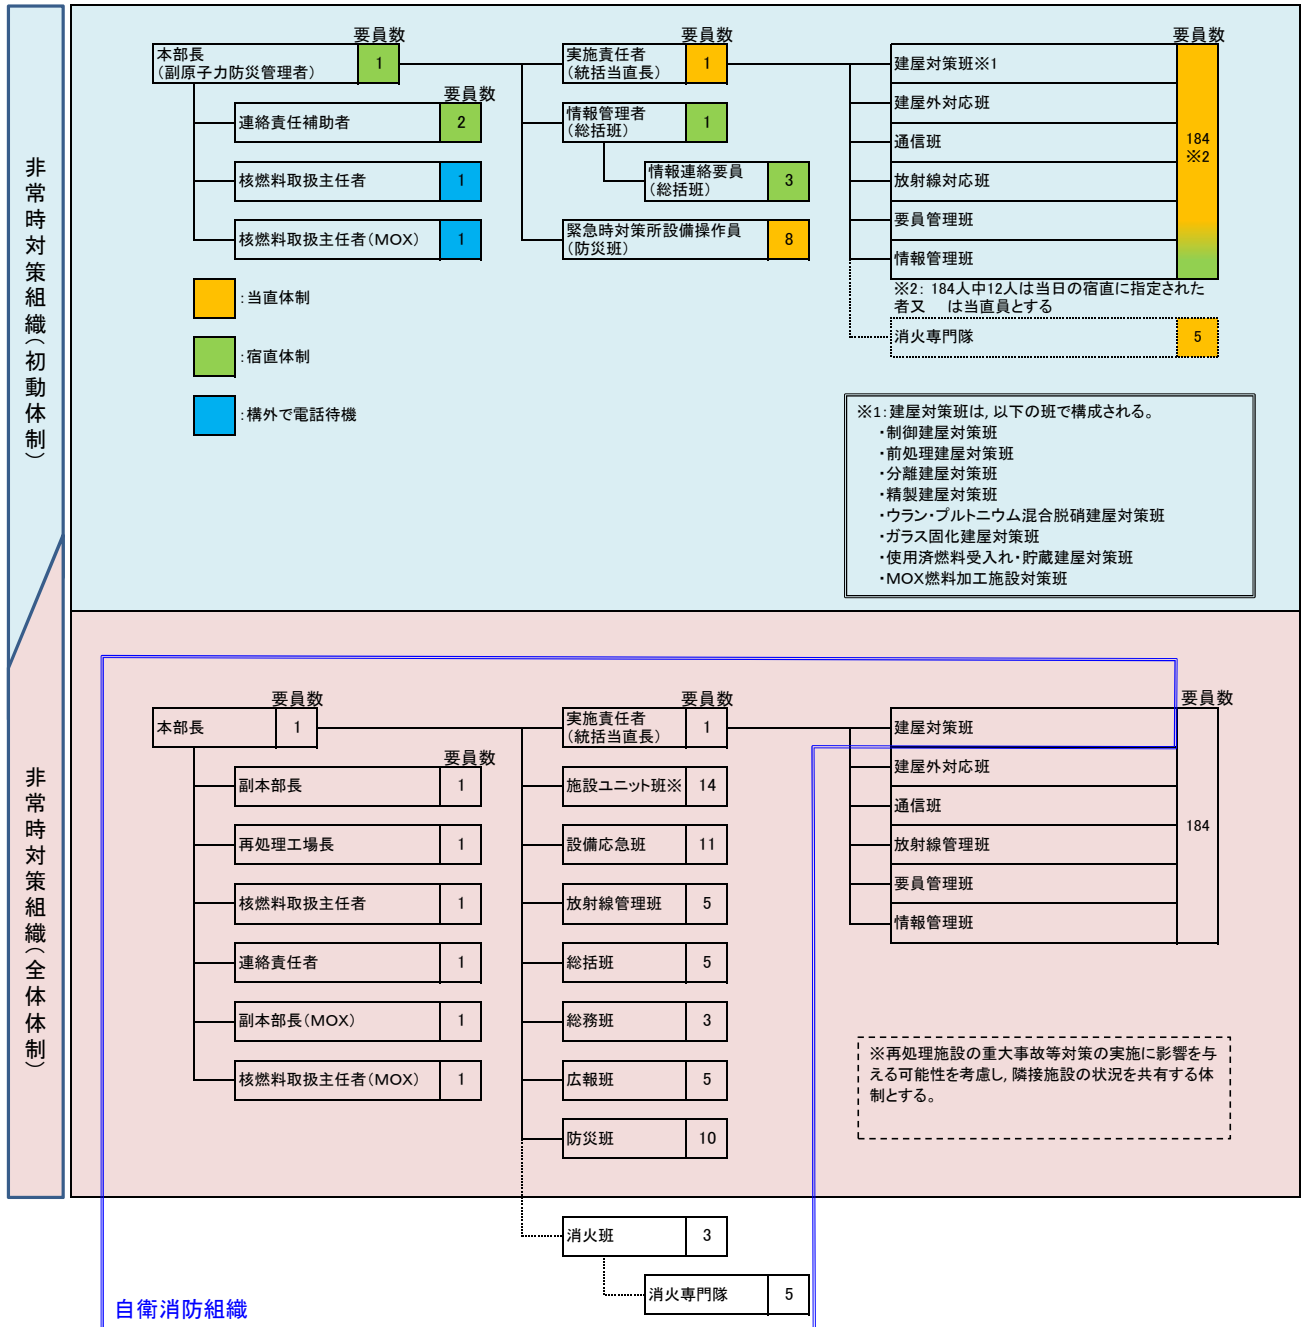 非常時対策組織（初動体制）
要員数
本部長
（副原子力防災管理者）
1
要員数
連絡責任補助者
2
核燃料取扱主任者
1
核燃料取扱主任者（MOX）
1
：当直体制
：宿直体制
：構外で電話待機
要員数
実施責任者
（統括当直長）
1
情報管理者
（総括班）
1
情報連絡要員
（総括班）
3
緊急時対策所設備操作員
（防災班）
8
要員数
建屋対策班※1
建屋外対応班
通信班
放射線対応班
要員管理班
情報管理班
184
※2
※2： 184人中12人は当日の宿直に指定された
者又　は当直員とする
消火専門隊
5
※1：建屋対策班は，以下の班で構成される。
・制御建屋対策班
・前処理建屋対策班
・分離建屋対策班
・精製建屋対策班
・ウラン・プルトニウム混合脱硝建屋対策班
・ガラス固化建屋対策班
・使用済燃料受入れ・貯蔵建屋対策班
・MOX燃料加工施設対策班
非常時対策組織（全体体制）
要員数
本部長
1
要員数
副本部長
1
再処理工場長
1
核燃料取扱主任者
1
連絡責任者
1
副本部長（MOX）
1
核燃料取扱主任者（MOX）
1
要員数
実施責任者
（統括当直長）
1
施設ユニット班※
14
設備応急班
11
放射線管理班
5
総括班
5
総務班
3
広報班
5
防災班
10
要員数
建屋対策班
建屋外対応班
通信班
放射線管理班
要員管理班
情報管理班
184
※再処理施設の重大事故等対策の実施に影響を与
える可能性を考慮し，隣接施設の状況を共有する体
制とする。
消火班
3
消火専門隊
5
自衛消防組織